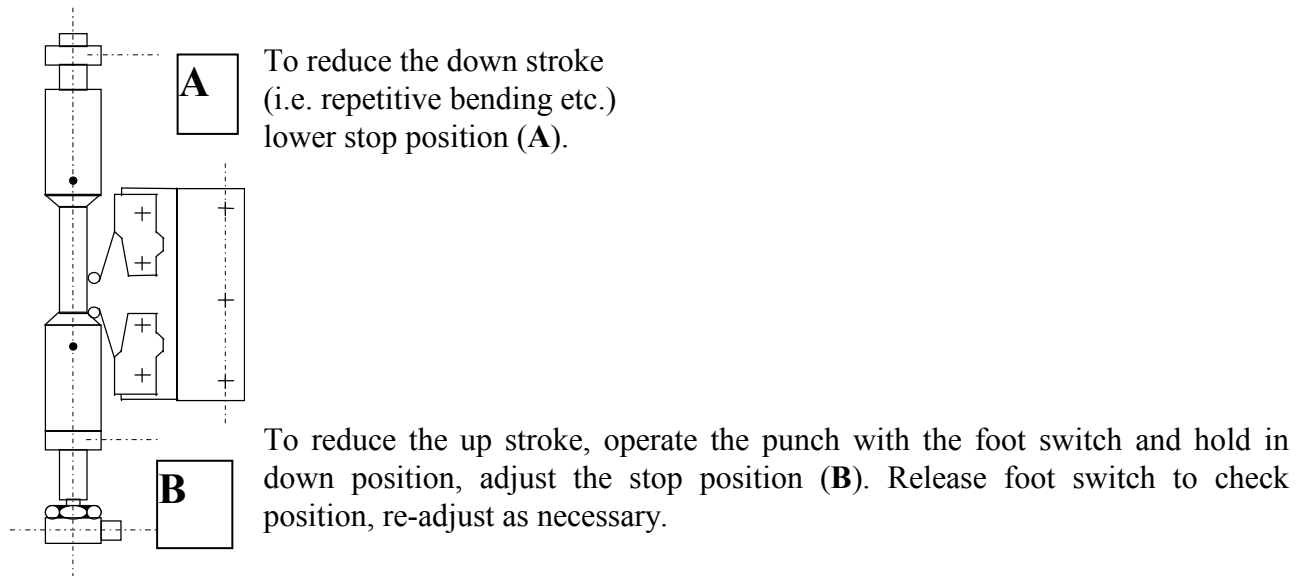 A
To reduce the down stroke
(i.e. repetitive bending etc.)
lower stop position (A).
To reduce the up stroke, operate the punch with the foot switch and hold in
B
down position, adjust the stop position (B). Release foot switch to check
position, re-adjust as necessary.